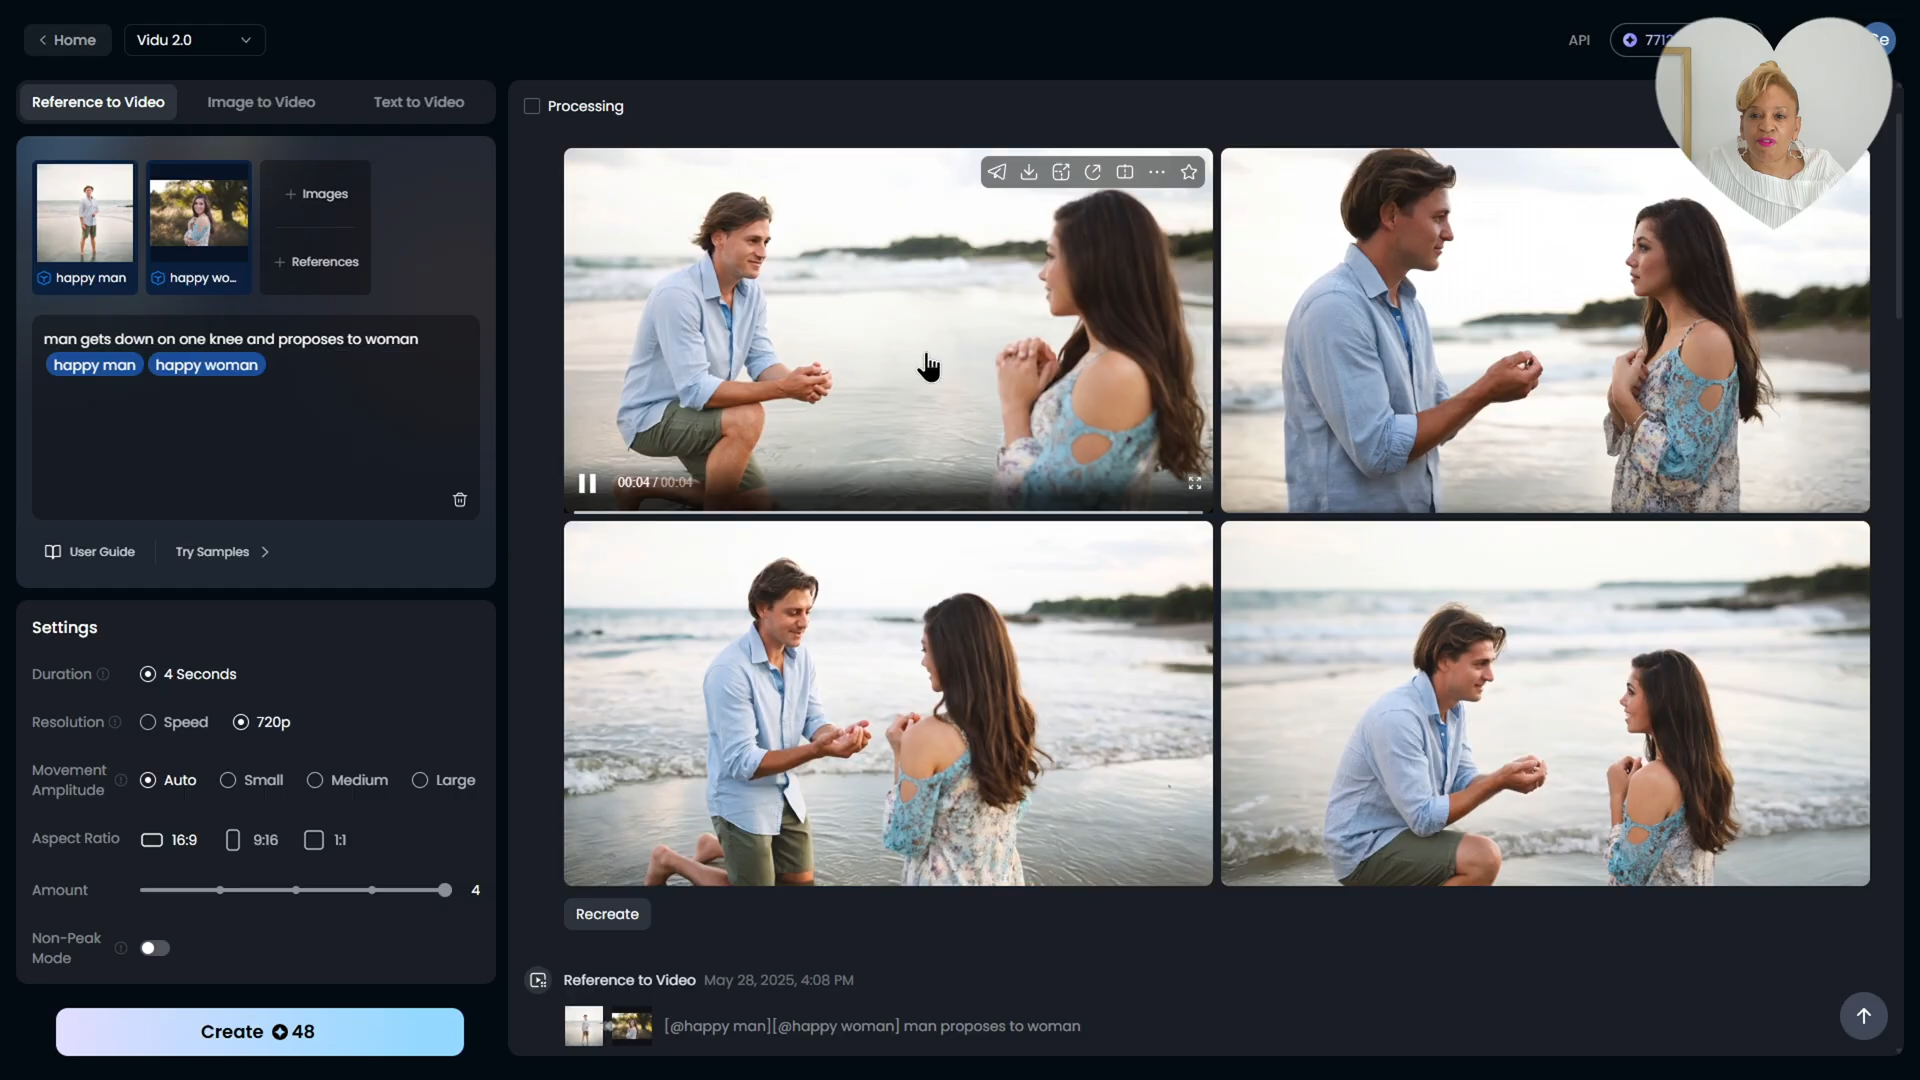 Home
Vidu 2.0
API
Reference to Video
Image to Video
Text to Video
Processing
happy man
happy wo...
Images
References
man gets down on one knee and proposes to woman
happy man happy woman
00:04 / 00:04
User Guide
Try Samples
Settings
Duration
4 Seconds
Resolution
Speed
720p
Movement
Amplitude
Auto
Small
Medium
Large
Aspect Ratio
16:9
9:16
1:1
Amount
4
Non-Peak
Mode
Create 48
Recreate
Reference to Video May 28, 2025, 4:08 PM
[@happy man][@happy woman] man proposes to woman